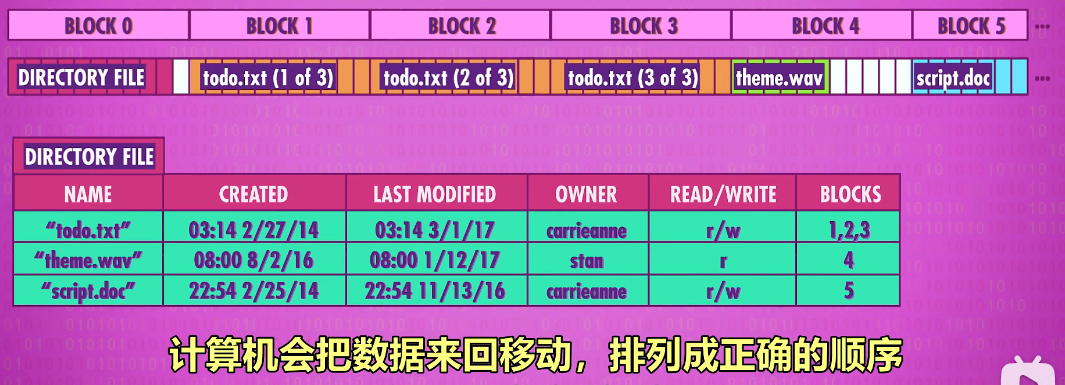 BLOCK 0 BLOCK 1 BLOCK 2 BLOCK 3 BLOCK 4 BLOCK 5 ...
DIRECTORY FILE todo.txt (1 of 3) todo.txt (2 of 3) todo.txt (3 of 3) theme.wav script.doc ...
DIRECTORY FILE
NAME CREATED LAST MODIFIED OWNER READ/WRITE BLOCKS
“todo.txt” 03:14 2/27/14 03:14 3/1/17 carrieanne r/w 1,2,3
“theme.wav” 08:00 8/2/16 08:00 1/12/17 stan r 4
“script.doc” 22:54 2/25/14 22:54 11/13/16 carrieanne r/w 5
计算机会把数据来回移动，排列成正确的顺序